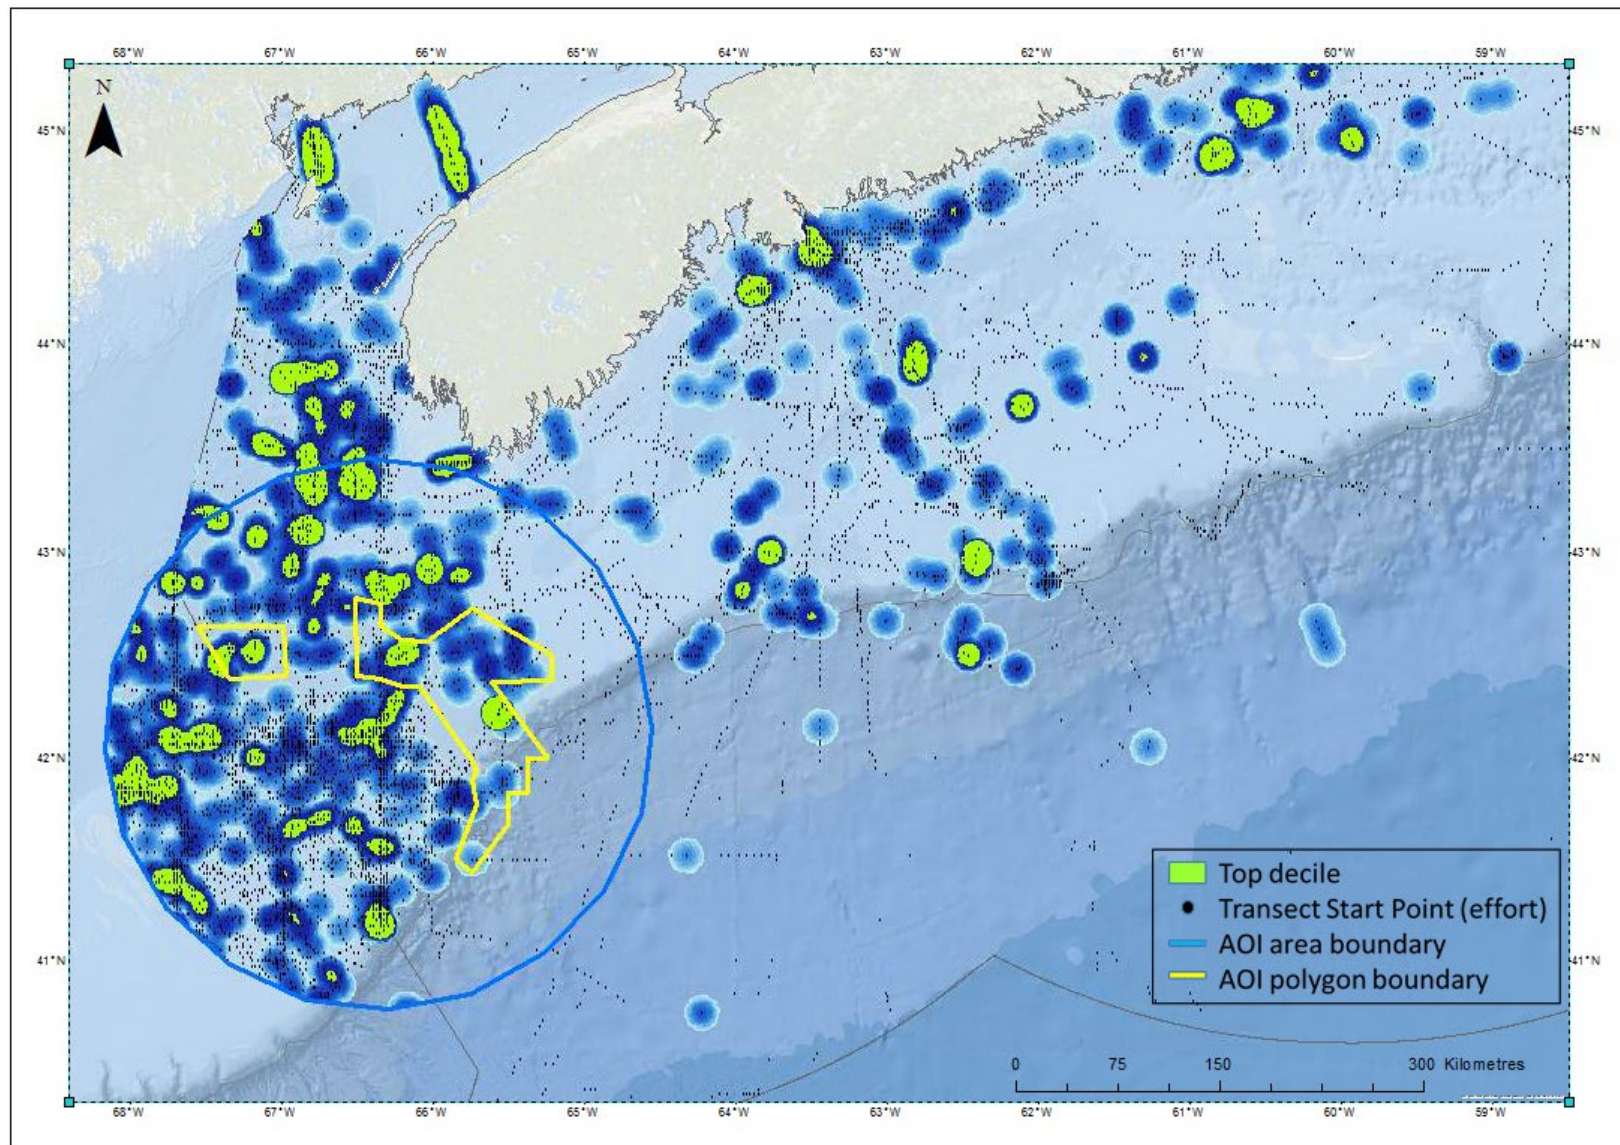 68°W 67°W 66°W 65°W 64°W 63°W 62°W 61°W 60°W 59°W
N
45°N 45°N
44°N 44°N
43°N 43°N
42°N 42°N
41°N 41°N
Top decile
Transect Start Point (effort)
AOI area boundary
AOI polygon boundary
0 75 150 300 Kilometres
68°W 67°W 66°W 65°W 64°W 63°W 62°W 61°W 60°W 59°W